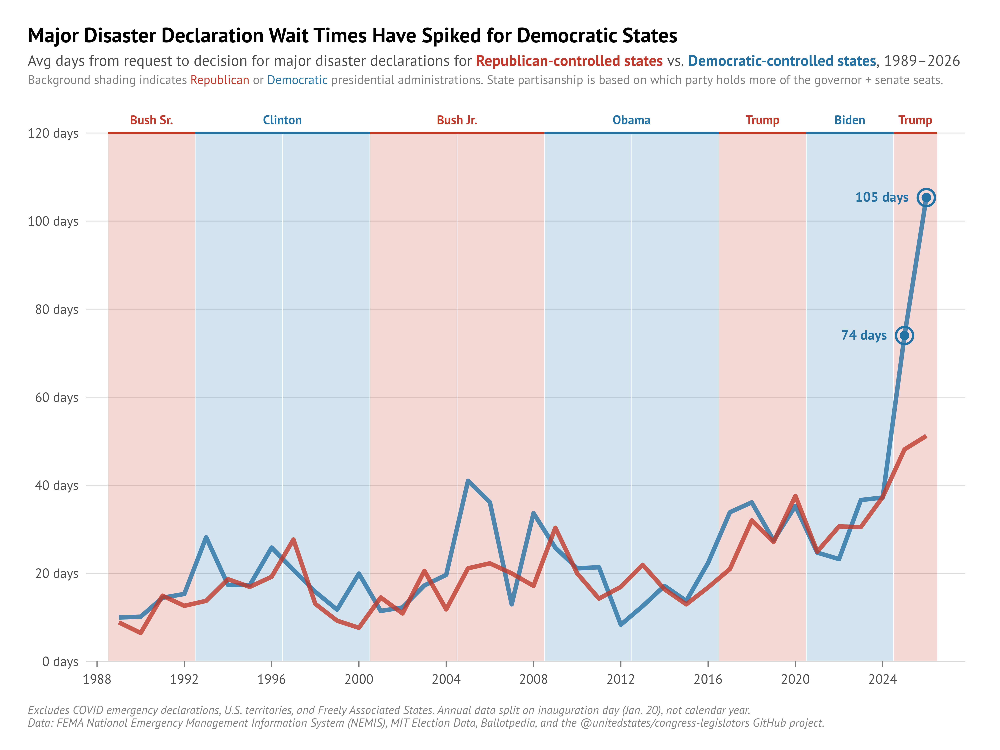 Major Disaster Declaration Wait Times Have Spiked for Democratic States
Avg days from request to decision for major disaster declarations for Republican-controlled states vs. Democratic-controlled states, 1989–2026
Background shading indicates Republican or Democratic presidential administrations. State partisanship is based on which party holds more of the governor + senate seats.
Bush Sr. Clinton Bush Jr. Obama Trump Biden Trump
120 days
105 days
100 days
80 days
74 days
60 days
40 days
20 days
0 days
1988 1992 1996 2000 2004 2008 2012 2016 2020 2024
Excludes COVID emergency declarations, U.S. territories, and Freely Associated States. Annual data split on inauguration day (Jan. 20), not calendar year.
Data: FEMA National Emergency Management Information System (NEMIS), MIT Election Data, Ballotpedia, and the @unitedstates/congress-legislators GitHub project.